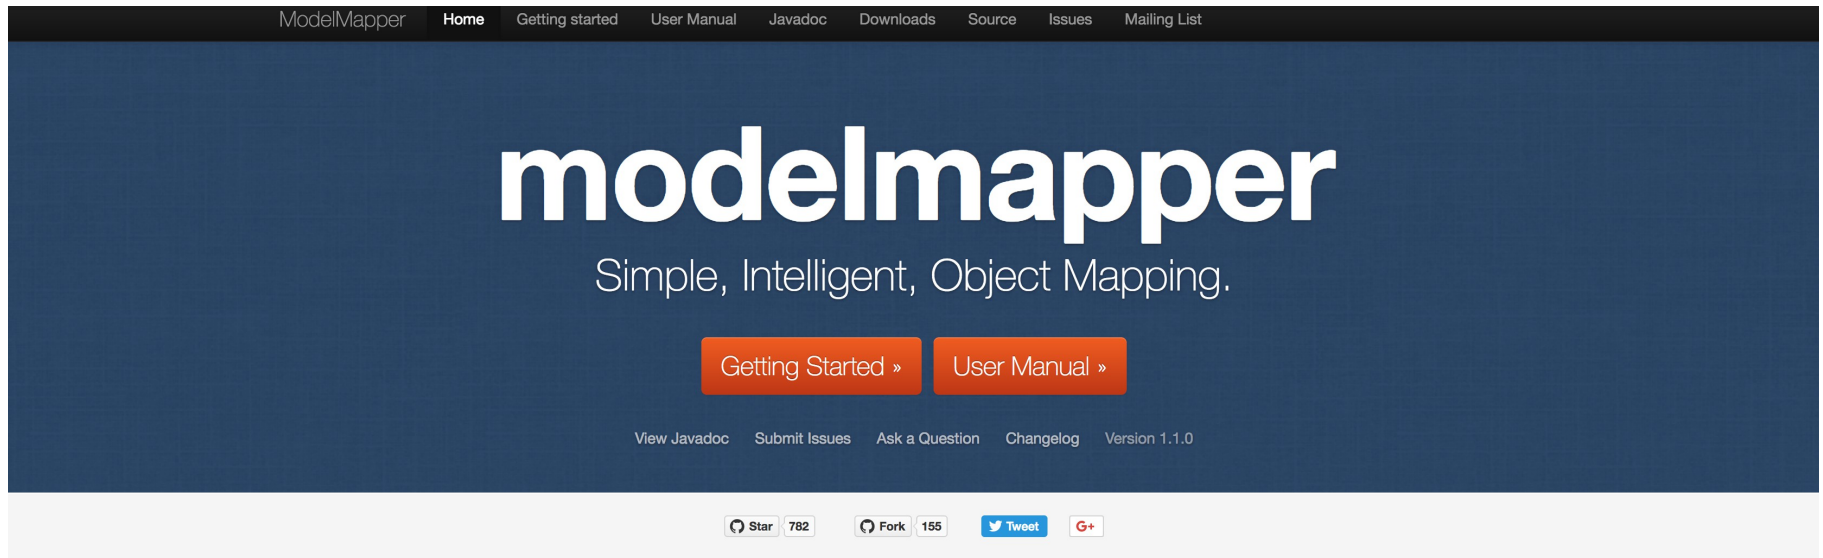 ModelMapper Home Getting started User Manual Javadoc Downloads Source Issues Mailing List
modelmapper
Simple, Intelligent, Object Mapping.
Getting Started » User Manual »
View Javadoc Submit Issues Ask a Question Changelog Version 1.1.0
Star 782 Fork 155 Tweet G+